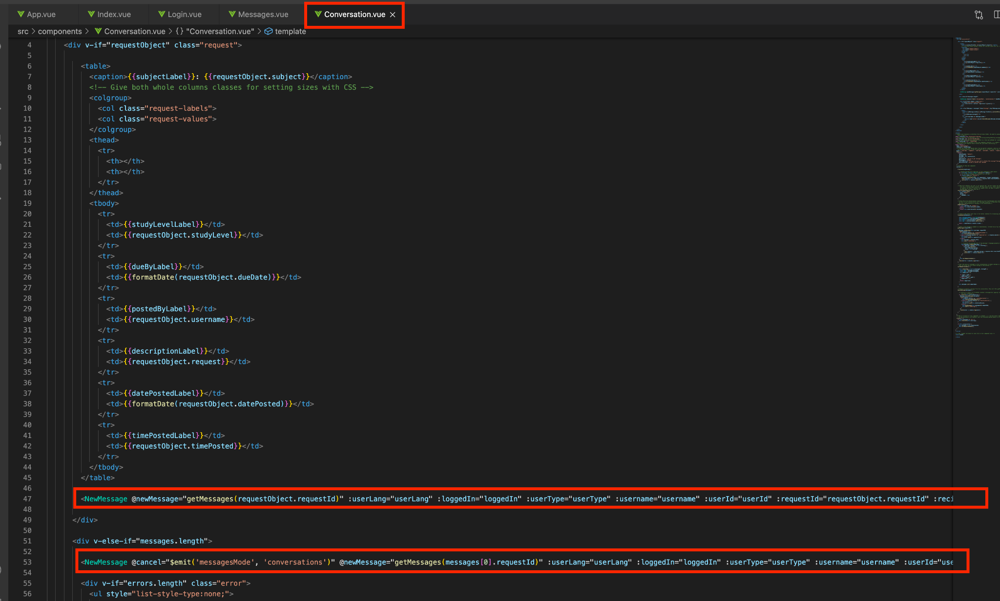 App.vue Index.vue Login.vue Messages.vue Conversation.vue
src > components > Conversation.vue > {} "Conversation.vue" > template
4 <div v-if="requestObject" class="request">
5
6 <table>
7 <caption>{{subjectLabel}}: {{requestObject.subject}}</caption>
8 <!-- Give both whole columns classes for setting sizes with CSS -->
9 <colgroup>
10 <col class="request-labels">
11 <col class="request-values">
12 </colgroup>
13 <thead>
14 <tr>
15 <th></th>
16 <th></th>
17 </tr>
18 </thead>
19 <tbody>
20 <tr>
21 <td>{{studyLevelLabel}}</td>
22 <td>{{requestObject.studyLevel}}</td>
23 </tr>
24 <tr>
25 <td>{{dueByLabel}}</td>
26 <td>{{formatDate(requestObject.dueDate)}}</td>
27 </tr>
28 <tr>
29 <td>{{postedByLabel}}</td>
30 <td>{{requestObject.username}}</td>
31 </tr>
32 <tr>
33 <td>{{descriptionLabel}}</td>
34 <td>{{requestObject.request}}</td>
35 </tr>
36 <tr>
37 <td>{{datePostedLabel}}</td>
38 <td>{{formatDate(requestObject.datePosted)}}</td>
39 </tr>
40 <tr>
41 <td>{{timePostedLabel}}</td>
42 <td>{{requestObject.timePosted}}</td>
43 </tr>
44 </tbody>
45 </table>
46
47 <NewMessage @newMessage="getMessages(requestObject.requestId)" :userLang="userLang" :loggedIn="loggedIn" :userType="userType" :username="username" :userId="userId" :requestId="requestObject.requestId" :reci
48
49 </div>
50
51 <div v-else-if="messages.length">
52
53 <NewMessage @cancel="$emit('messagesMode', 'conversations')" @newMessage="getMessages(messages[0].requestId)" :userLang="userLang" :loggedIn="loggedIn" :userType="userType" :username="username" :userId="use
54
55 <div v-if="errors.length" class="error">
56 <ul style="list-style-type:none;">